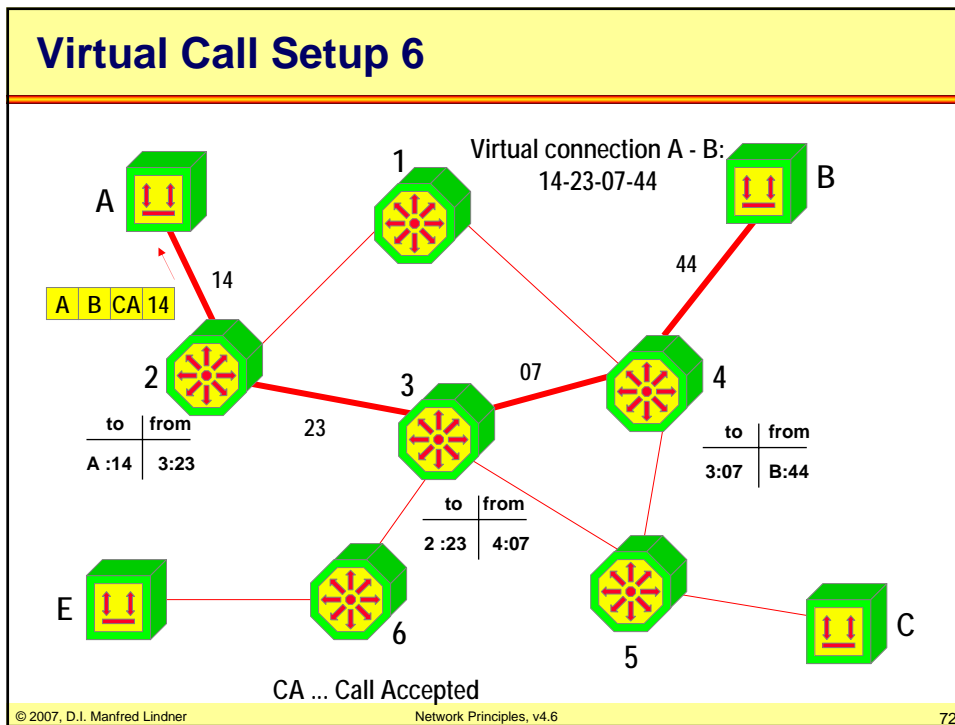 Virtual Call Setup 6
Virtual connection A - B:
14-23-07-44
A
1
B
14
44
A B CA 14
2
3
07
4
23
to from
A :14 3:23
to from
3:07 B:44
to from
2 :23 4:07
E
6
5
C
CA ... Call Accepted
© 2007, D.I. Manfred Lindner
Network Principles, v4.6
72